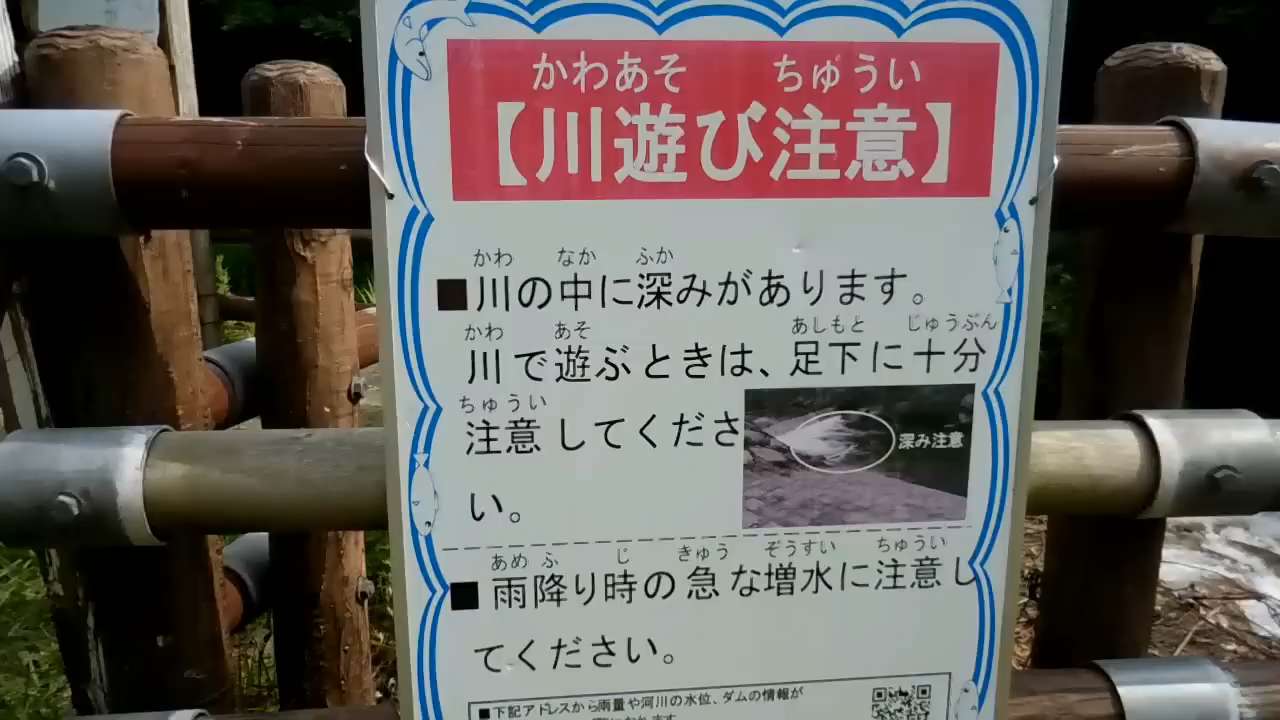 かわあそ ちゅうい
【川遊び注意】
かわ なか ふか
■川の中に深みがあります。
かわ あそ あしもと じゅうぶん
川で遊ぶときは、足下に十分
ちゅうい
注意してくださ
深み注意
い。
あめ ふ じ きゅう ぞうすい ちゅうい
■雨降り時の急な増水に注意し
てください。
■下記アドレスから雨量や河川の水位、ダムの情報が